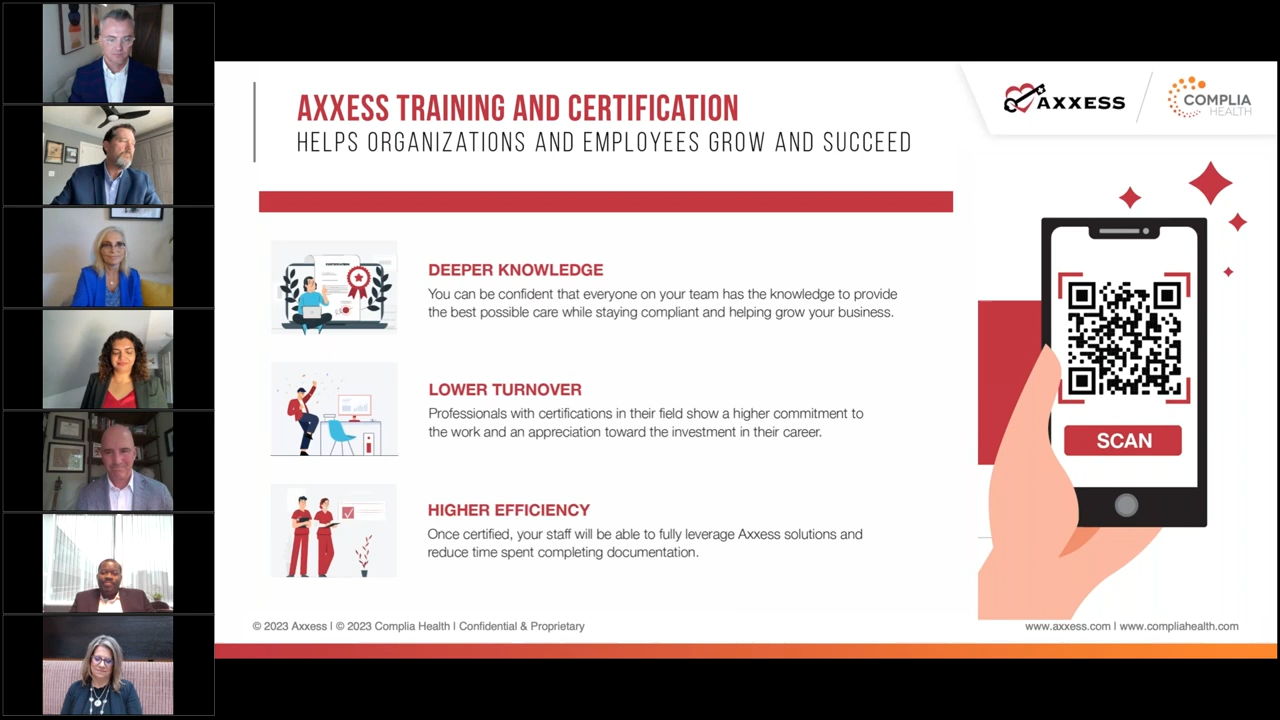 AXXESS TRAINING AND CERTIFICATION
HELPS ORGANIZATIONS AND EMPLOYEES GROW AND SUCCEED
AXXESS
COMPLIA
HEALTH
DEEPER KNOWLEDGE
You can be confident that everyone on your team has the knowledge to provide
the best possible care while staying compliant and helping grow your business.
LOWER TURNOVER
Professionals with certifications in their field show a higher commitment to
the work and an appreciation toward the investment in their career.
HIGHER EFFICIENCY
Once certified, your staff will be able to fully leverage Axxess solutions and
reduce time spent completing documentation.
SCAN
© 2023 Axxess | © 2023 Complia Health | Confidential & Proprietary
www.axxess.com | www.compliahealth.com